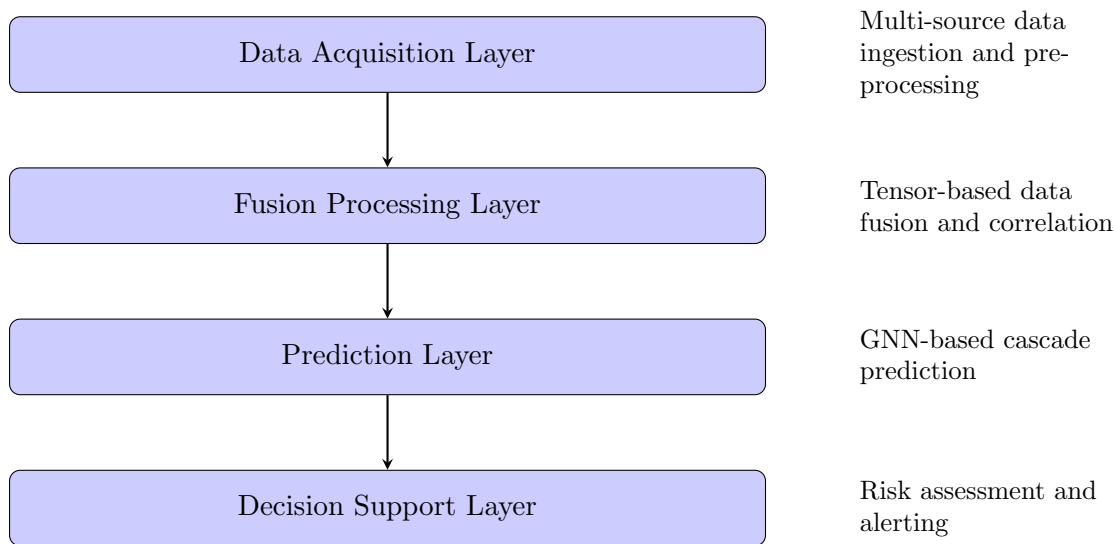 Data Acquisition Layer
Multi-source data
ingestion and pre-
processing
Fusion Processing Layer
Tensor-based data
fusion and correlation
Prediction Layer
GNN-based cascade
prediction
Decision Support Layer
Risk assessment and
alerting